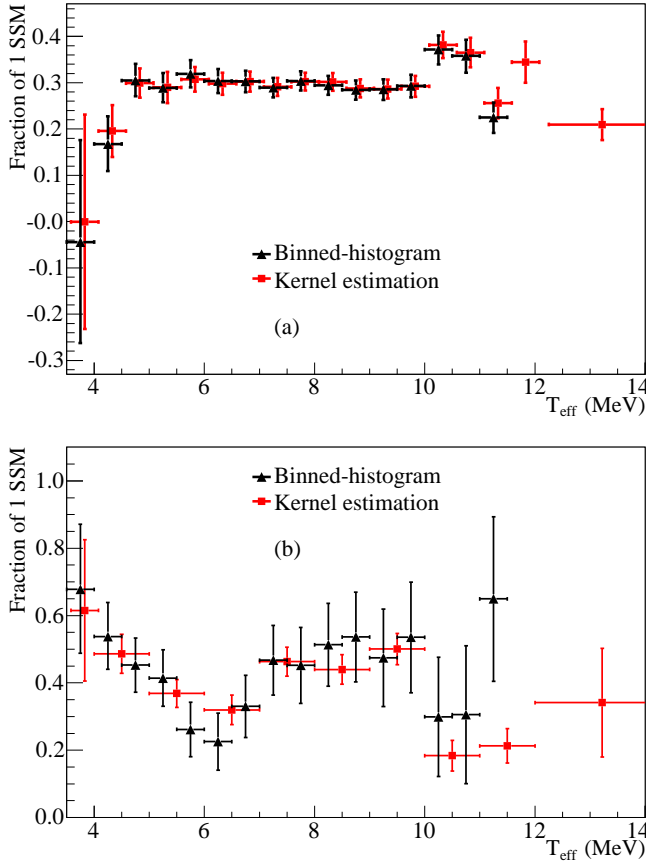 Fraction of 1 SSM
0.4
0.3
0.2
0.1
-0.0
-0.1
-0.2
-0.3
Binned-histogram
Kernel estimation
(a)
4 6 8 10 12 14
T_eff (MeV)
Fraction of 1 SSM
1.0
0.8
0.6
0.4
0.2
0.0
Binned-histogram
Kernel estimation
(b)
4 6 8 10 12 14
T_eff (MeV)